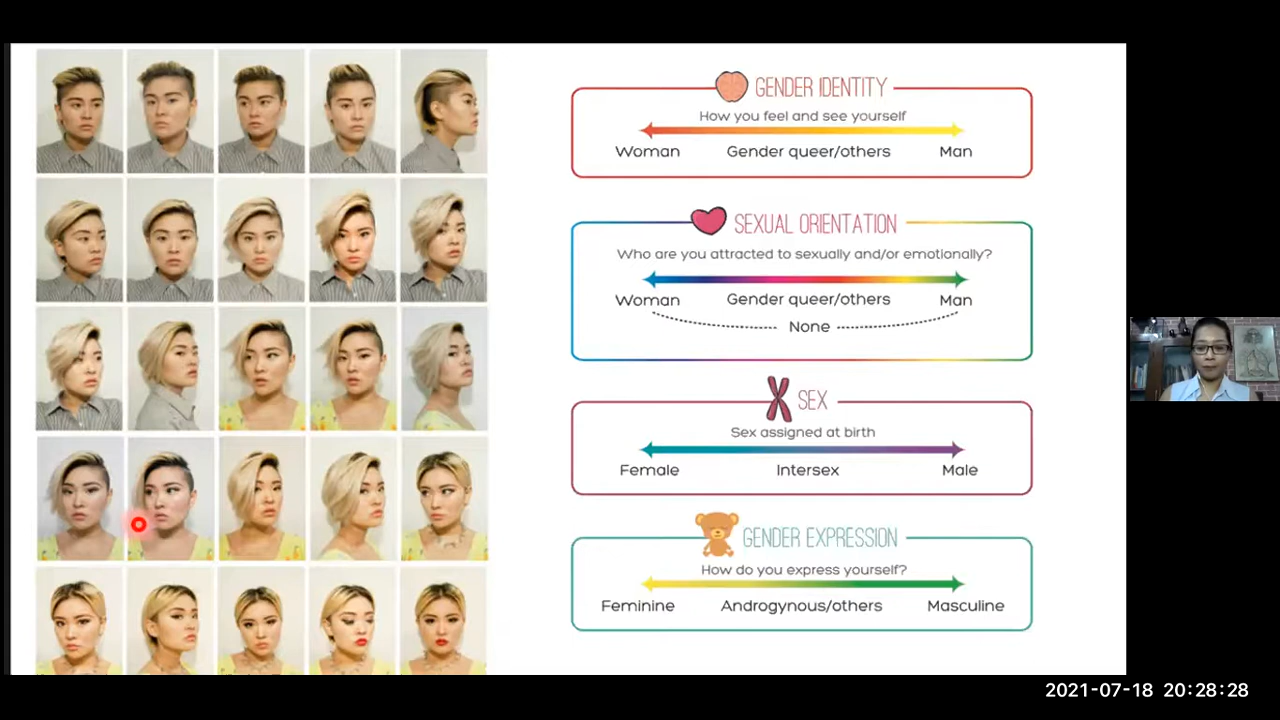 GENDER IDENTITY
How you feel and see yourself
Woman Gender queer/others Man
SEXUAL ORIENTATION
Who are you attracted to sexually and/or emotionally?
Woman Gender queer/others Man
None
SEX
Sex assigned at birth
Female Intersex Male
GENDER EXPRESSION
How do you express yourself?
Feminine Androgynous/others Masculine
2021-07-18 20:28:28